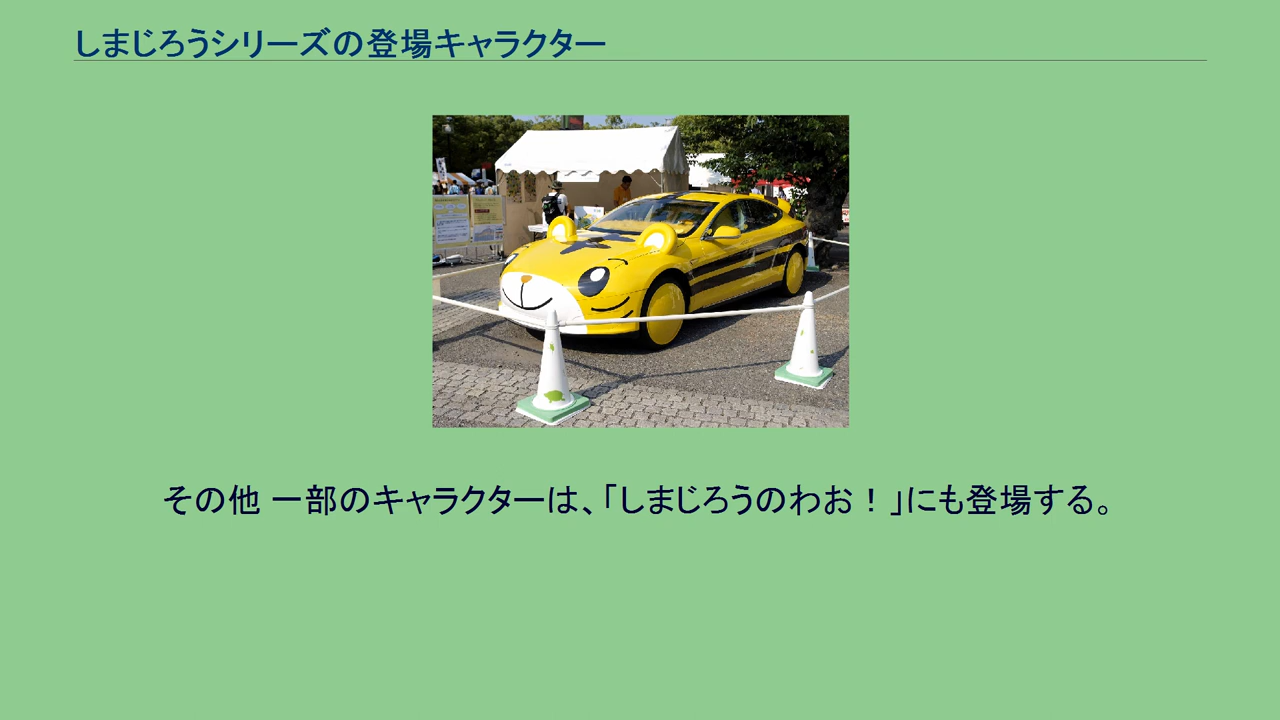 しまじろうシリーズの登場キャラクター
その他 一部のキャラクターは、「しまじろうのわお！」にも登場する。